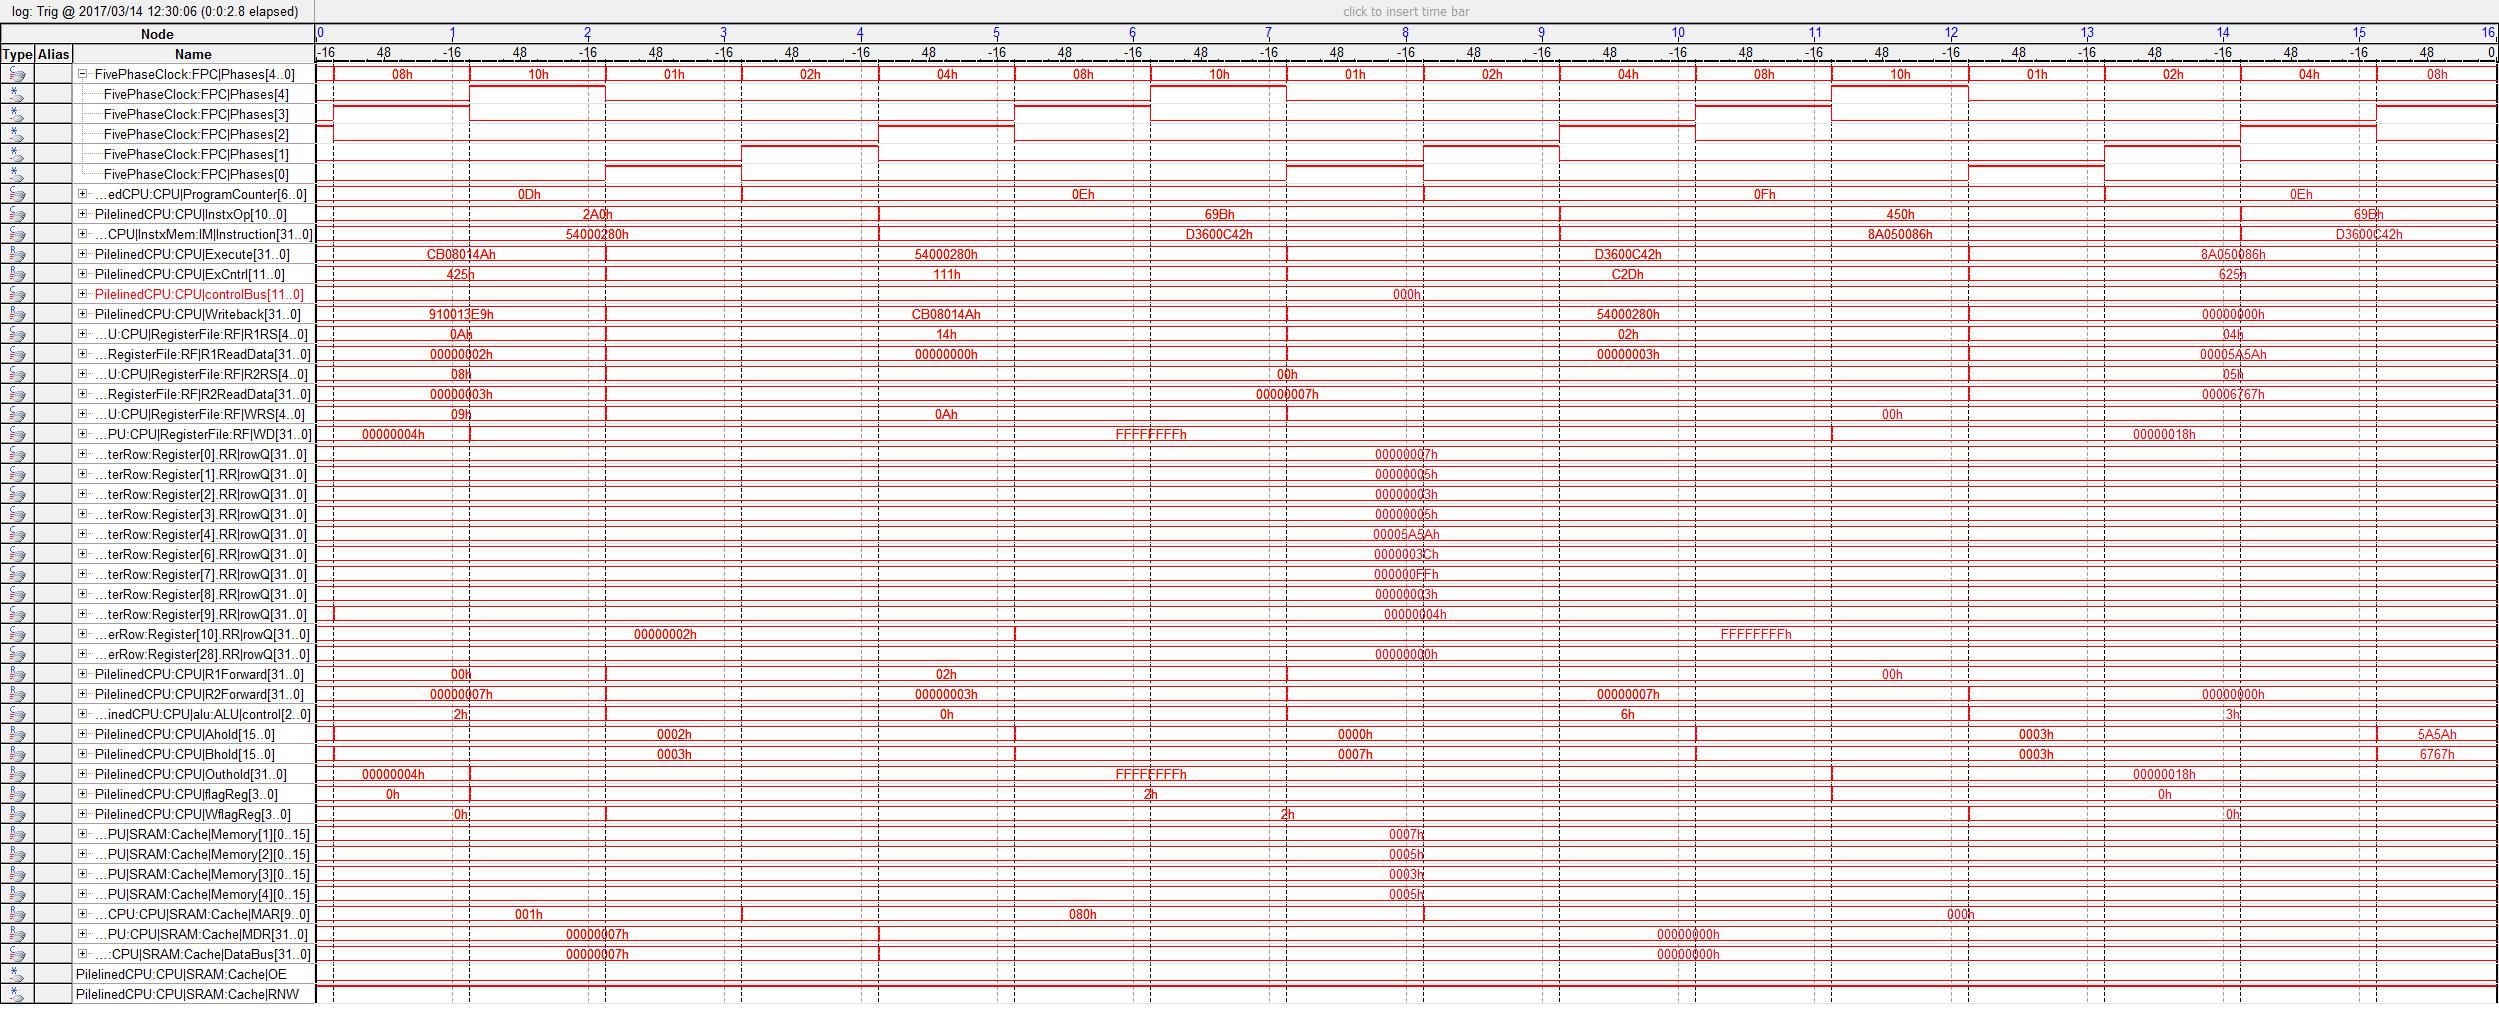 log: Trig @ 2017/03/14 12:30:06 (0:0:2.8 elapsed) click to insert time bar
Node 0 1 2 3 4 5 6 7 8 9 10 11 12 13 14 15 16
Type Alias Name -16 48 -16 48 -16 48 -16 48 -16 48 -16 48 -16 48 -16 48 -16 48 -16 48 -16 48 -16 48 -16 48 -16 48 -16 48 -16 48 0
FivePhaseClock:FPC|Phases[4..0] 08h 10h 01h 02h 04h 08h 10h 01h 02h 04h 08h 10h 01h 02h 04h 08h
FivePhaseClock:FPC|Phases[4]
FivePhaseClock:FPC|Phases[3]
FivePhaseClock:FPC|Phases[2]
FivePhaseClock:FPC|Phases[1]
FivePhaseClock:FPC|Phases[0]
...edCPU:CPU|ProgramCounter[6..0] 0Dh 0Eh 0Fh 0Eh
PilelinedCPU:CPU|InstxOp[10..0] 2A0h 69Bh 450h 69Bh
...CPU|InstxMem:IM|Instruction[31..0] 54000280h D3600C42h 8A050086h D3600C42h
PilelinedCPU:CPU|Execute[31..0] CB08014Ah 54000280h D3600C42h 8A050086h
PilelinedCPU:CPU|ExCntrl[11..0] 425h 111h C2Dh 625h
PilelinedCPU:CPU|controlBus[11..0] 000h
PilelinedCPU:CPU|Writeback[31..0] 910013E9h CB08014Ah 54000280h 00000000h
...U:CPU|RegisterFile:RF|R1RS[4..0] 0Ah 14h 02h 04h
...RegisterFile:RF|R1ReadData[31..0] 00000002h 00000000h 00000003h 00005A5Ah
...U:CPU|RegisterFile:RF|R2RS[4..0] 08h 00h 05h
...RegisterFile:RF|R2ReadData[31..0] 00000003h 00000007h 00006767h
...U:CPU|RegisterFile:RF|WRS[4..0] 09h 0Ah 00h
...PU:CPU|RegisterFile:RF|WD[31..0] 00000004h FFFFFFFFh 00000018h
...terRow:Register[0].RR|rowQ[31..0] 00000007h
...terRow:Register[1].RR|rowQ[31..0] 00000005h
...terRow:Register[2].RR|rowQ[31..0] 00000003h
...terRow:Register[3].RR|rowQ[31..0] 00000005h
...terRow:Register[4].RR|rowQ[31..0] 00005A5Ah
...terRow:Register[6].RR|rowQ[31..0] 0000003Ch
...terRow:Register[7].RR|rowQ[31..0] 000000FFh
...terRow:Register[8].RR|rowQ[31..0] 00000003h
...terRow:Register[9].RR|rowQ[31..0] 00000004h
...erRow:Register[10].RR|rowQ[31..0] 00000002h FFFFFFFFh
...erRow:Register[28].RR|rowQ[31..0] 00000000h
PilelinedCPU:CPU|R1Forward[31..0] 00h 02h 00h
PilelinedCPU:CPU|R2Forward[31..0] 00000007h 00000003h 00000007h 00000000h
...inedCPU:CPU|alu:ALU|control[2..0] 2h 0h 6h 3h
PilelinedCPU:CPU|Ahold[15..0] 0002h 0000h 0003h 5A5Ah
PilelinedCPU:CPU|Bhold[15..0] 0003h 0007h 0003h 6767h
PilelinedCPU:CPU|Outhold[31..0] 00000004h FFFFFFFFh 00000018h
PilelinedCPU:CPU|flagReg[3..0] 0h 2h 0h
PilelinedCPU:CPU|WflagReg[3..0] 0h 2h 0h
...PU|SRAM:Cache|Memory[1][0..15] 0007h
...PU|SRAM:Cache|Memory[2][0..15] 0005h
...PU|SRAM:Cache|Memory[3][0..15] 0003h
...PU|SRAM:Cache|Memory[4][0..15] 0005h
...CPU:CPU|SRAM:Cache|MAR[9..0] 001h 080h 000h
...PU:CPU|SRAM:Cache|MDR[31..0] 00000007h 00000000h
...:CPU|SRAM:Cache|DataBus[31..0] 00000007h 00000000h
PilelinedCPU:CPU|SRAM:Cache|OE
PilelinedCPU:CPU|SRAM:Cache|RNW